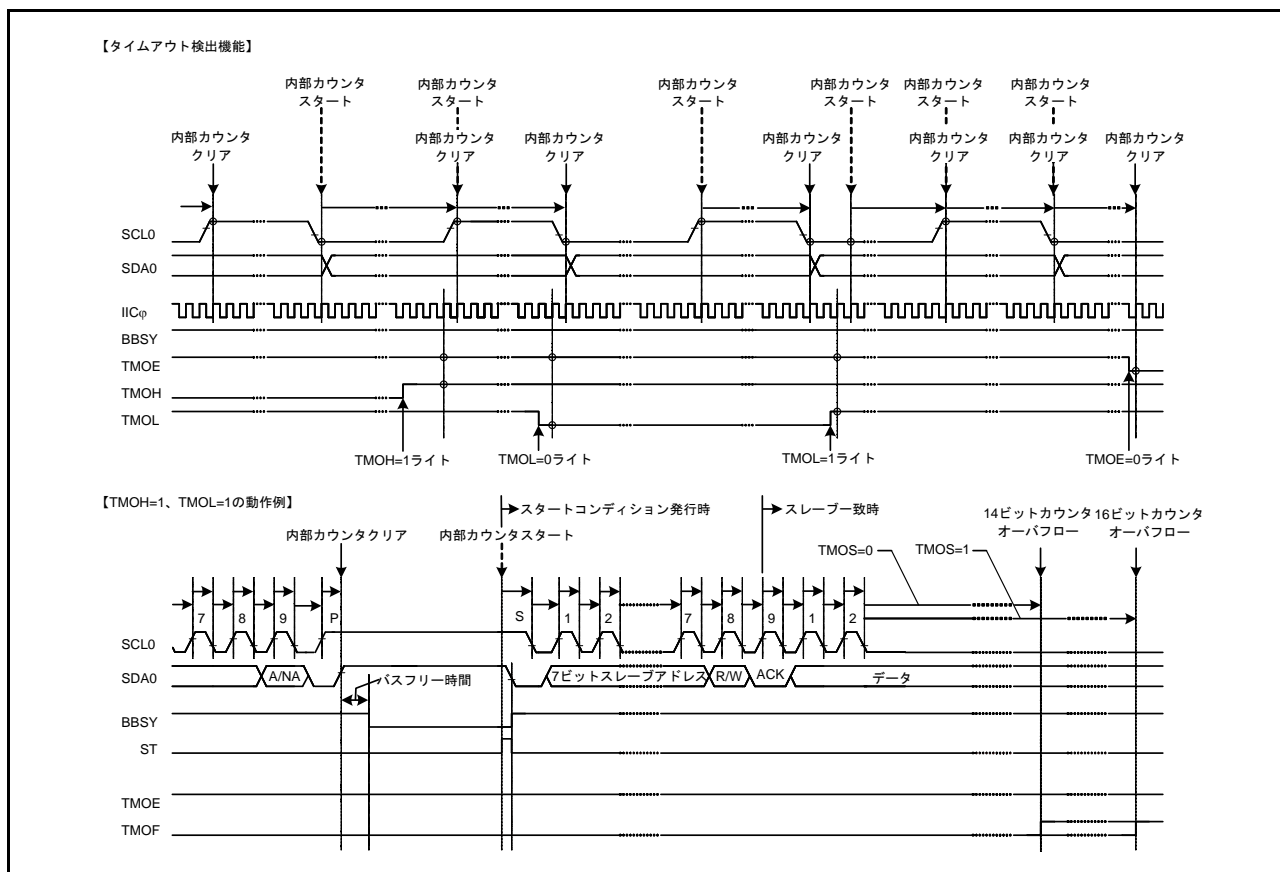 【タイムアウト検出機能】
内部カウンタ
スタート
内部カウンタ
スタート
内部カウンタ
スタート
内部カウンタ
スタート
内部カウンタ
スタート
内部カウンタ
スタート
内部カウンタ
クリア
内部カウンタ
クリア
内部カウンタ
クリア
内部カウンタ
クリア
内部カウンタ
クリア
内部カウンタ
クリア
内部カウンタ
クリア
SCL0
SDA0
IICφ
BBSY
TMOE
TMOH
TMOL
TMOH=1ライト
TMOL=0ライト
TMOL=1ライト
TMOE=0ライト
【TMOH=1、TMOL=1の動作例】
スタートコンディション発行時
スレーブ一致時
内部カウンタクリア
内部カウンタスタート
14ビットカウンタ
オーバフロー
16ビットカウンタ
オーバフロー
TMOS=0
TMOS=1
7 8 9 P S 1 2 7 8 9 1 2
SCL0
SDA0
A/NA
バスフリー時間
7ビットスレーブアドレス
R/W
ACK
データ
BBSY
ST
TMOE
TMOF